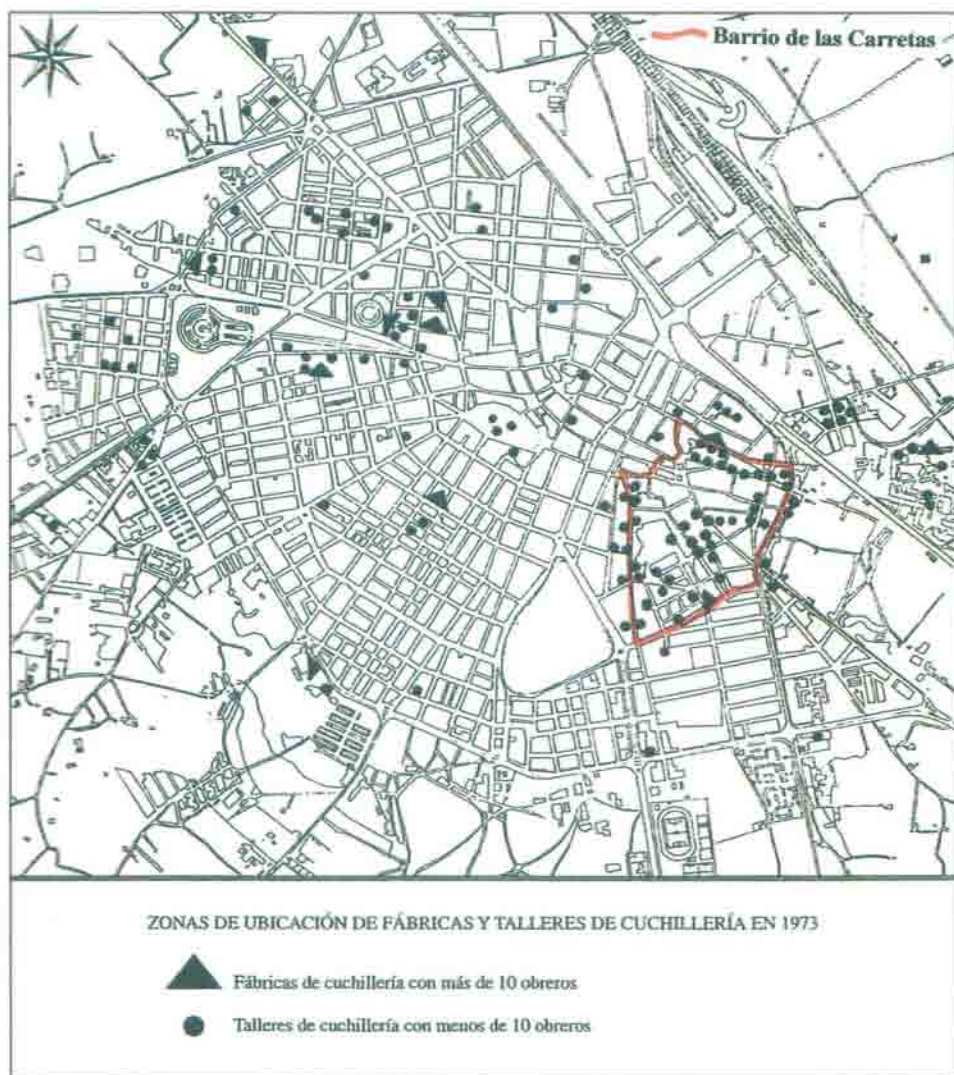 Barrio de las Carretas
ZONAS DE UBICACIÓN DE FÁBRICAS Y TALLERES DE CUCHILLERÍA EN 1973
Fábricas de cuchillería con más de 10 obreros
Talleres de cuchillería con menos de 10 obreros